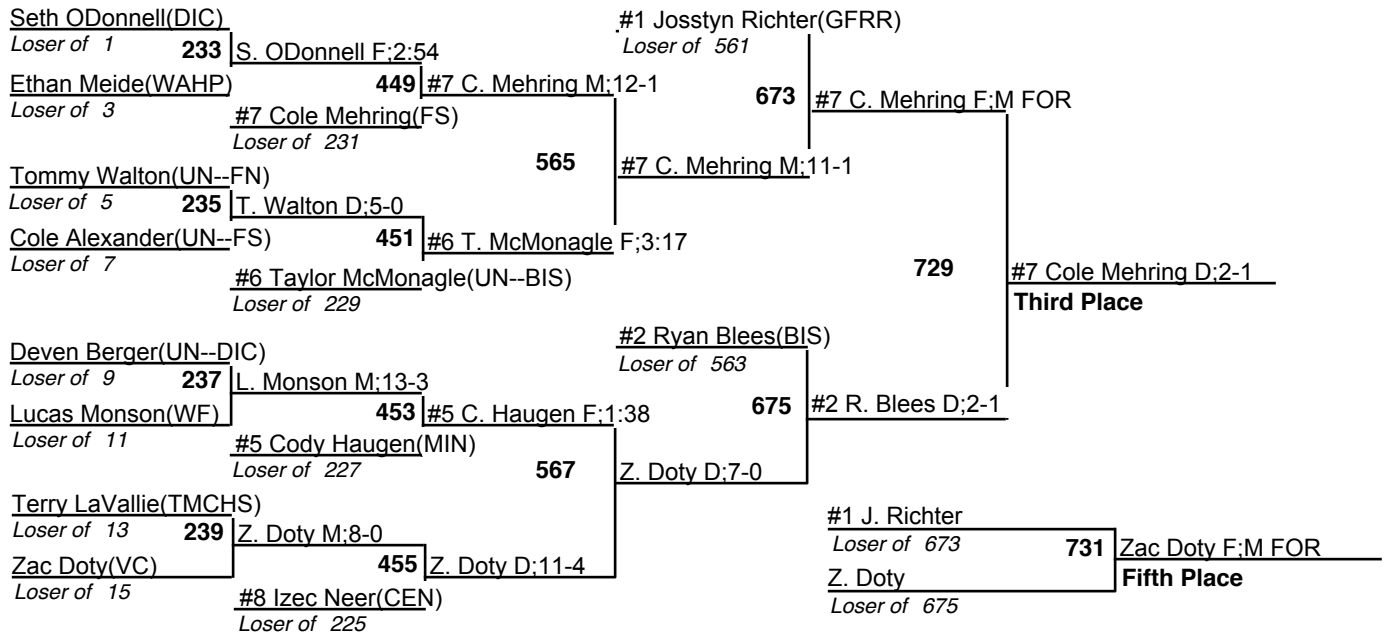 Seth ODonnell(DIC)
Loser of 1
233
S. ODonnell F;2:54
Ethan Meide(WAHP)
Loser of 3
449
#7 C. Mehring M;12-1
#7 Cole Mehring(FS)
Loser of 231
565
Tommy Walton(UN--FN)
Loser of 5
235
T. Walton D;5-0
Cole Alexander(UN--FS)
Loser of 7
451
#6 T. McMonagle F;3:17
#6 Taylor McMonagle(UN--BIS)
Loser of 229
#1 Josstyn Richter(GFRR)
Loser of 561
673
#7 C. Mehring F;M FOR
#7 C. Mehring M;11-1
729
#7 Cole Mehring D;2-1
Third Place
Deven Berger(UN--DIC)
Loser of 9
237
L. Monson M;13-3
Lucas Monson(WF)
Loser of 11
453
#5 C. Haugen F;1:38
#5 Cody Haugen(MIN)
Loser of 227
567
Terry LaVallie(TMCHS)
Loser of 13
239
Z. Doty M;8-0
Zac Doty(VC)
Loser of 15
455
Z. Doty D;11-4
#8 Izec Neer(CEN)
Loser of 225
#2 Ryan Blees(BIS)
Loser of 563
675
#2 R. Blees D;2-1
Z. Doty D;7-0
#1 J. Richter
Loser of 673
731
Zac Doty F;M FOR
Fifth Place
Z. Doty
Loser of 675